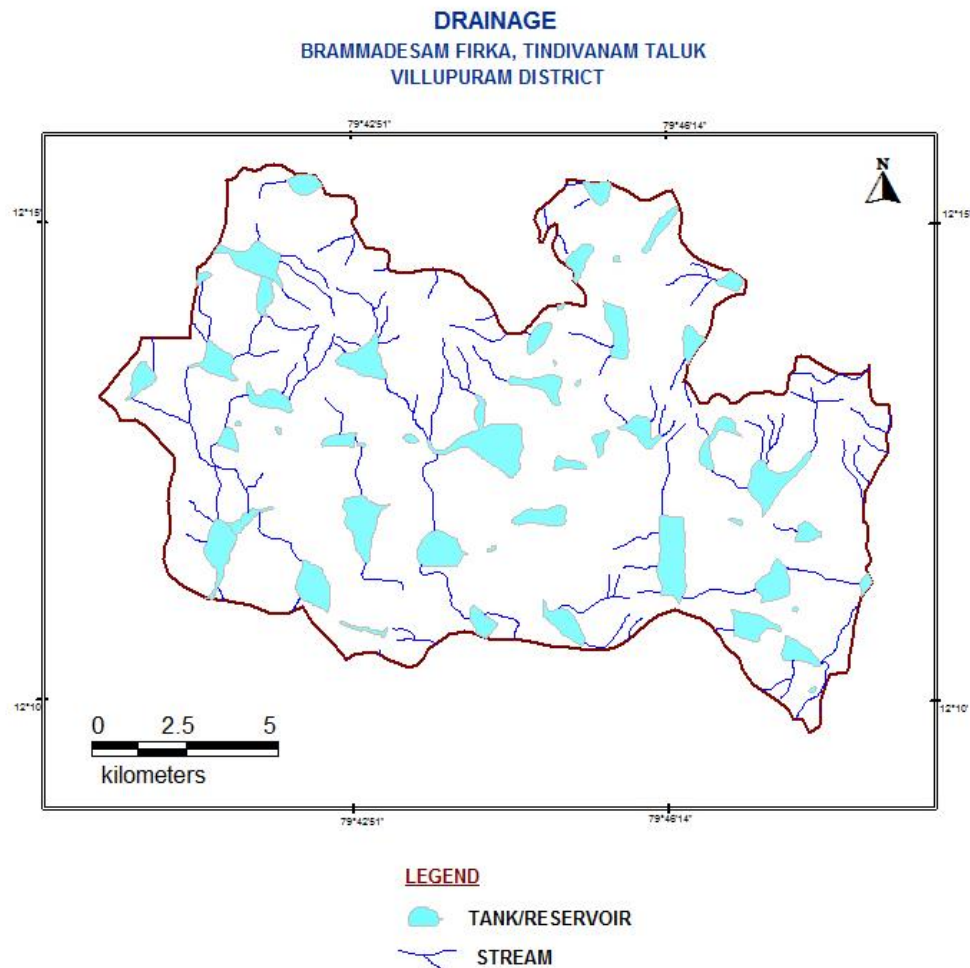 DRAINAGE
BRAMMADESAM FIRKA, TINDIVANAM TALUK
VILLUPURAM DISTRICT
79°42'51" 79°46'14"
N
12°15' 12°15'
12°10' 12°10'
0 2.5 5
kilometers
79°42'51" 79°46'14"
LEGEND
TANK/RESERVOIR
STREAM